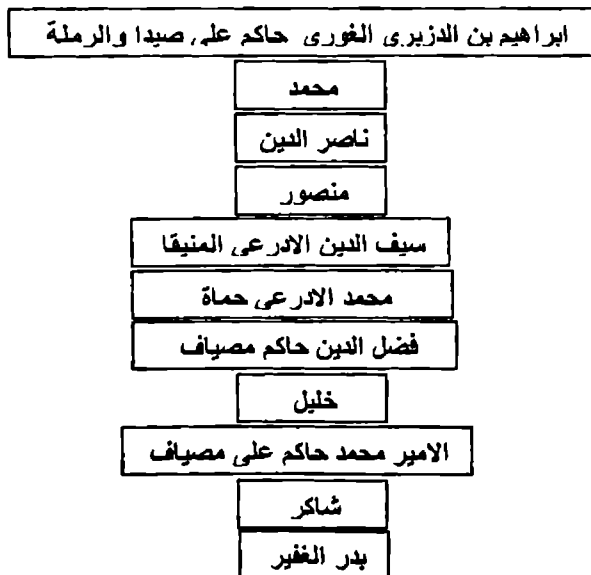 ابراهيم بن الدزبرى الغورى حاكم على صيدا والرملة
محمد
ناصر الدين
منصور
سيف الدين الادرعى المنيقا
محمد الادرعى حماة
فضل الدين حاكم مصياف
خليل
الامير محمد حاكم على مصياف
شاكر
بدر الغفير